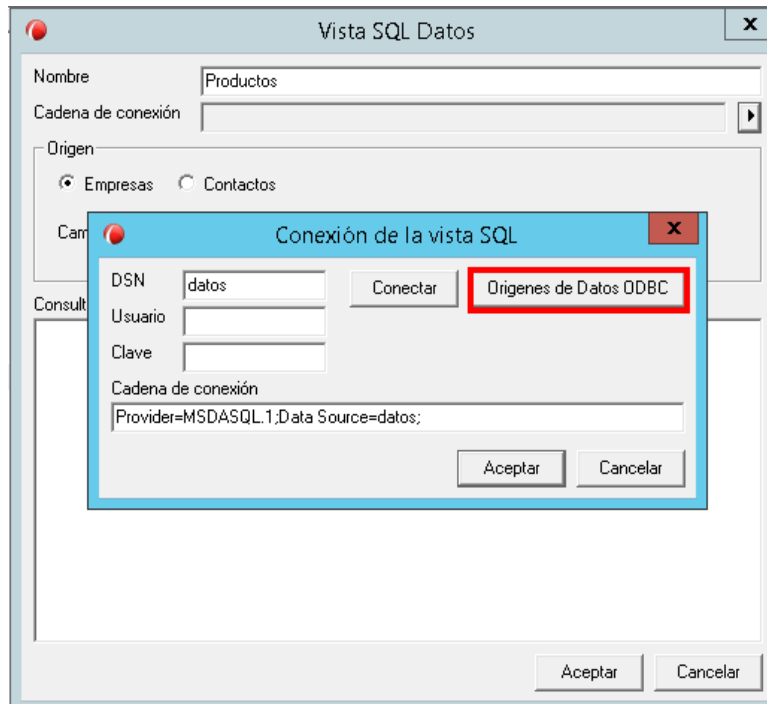 Vista SQL Datos
x
Nombre
Productos
Cadena de conexión
Origen
Empresas Contactos
Conexión de la vista SQL
x
DSN
datos
Conectar
Origenes de Datos ODBC
Usuario
Clave
Cadena de conexión
Provider=MSDASQL.1;Data Source=datos;
Aceptar Cancelar
Aceptar Cancelar